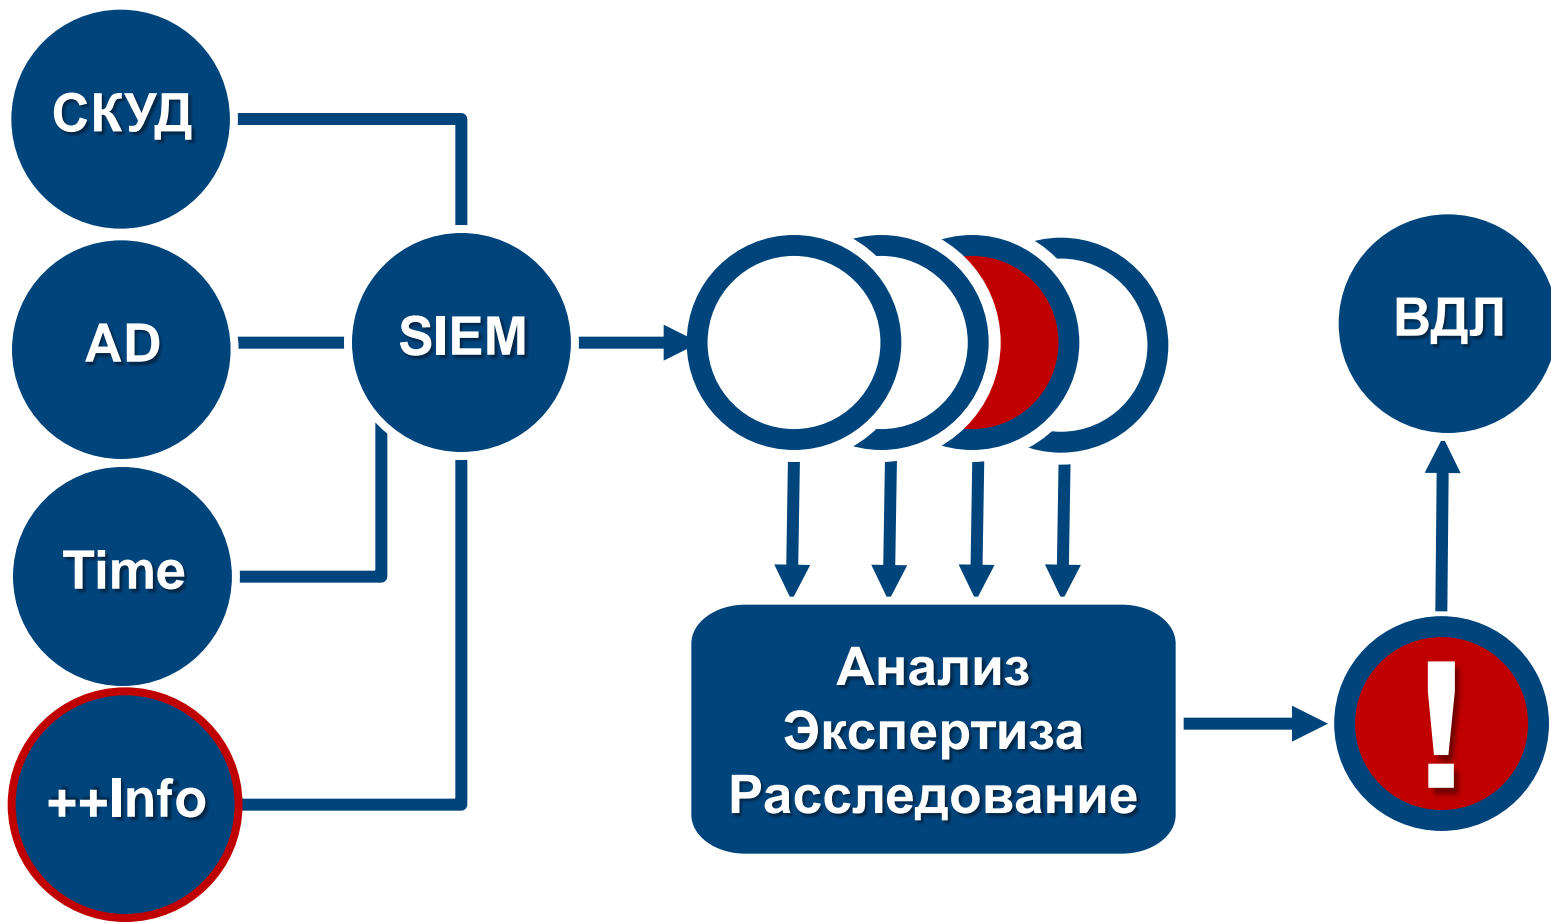 СКУД
AD
Time
++Info
SIEM
Анализ
Экспертиза
Расследование
!
ВДЛ